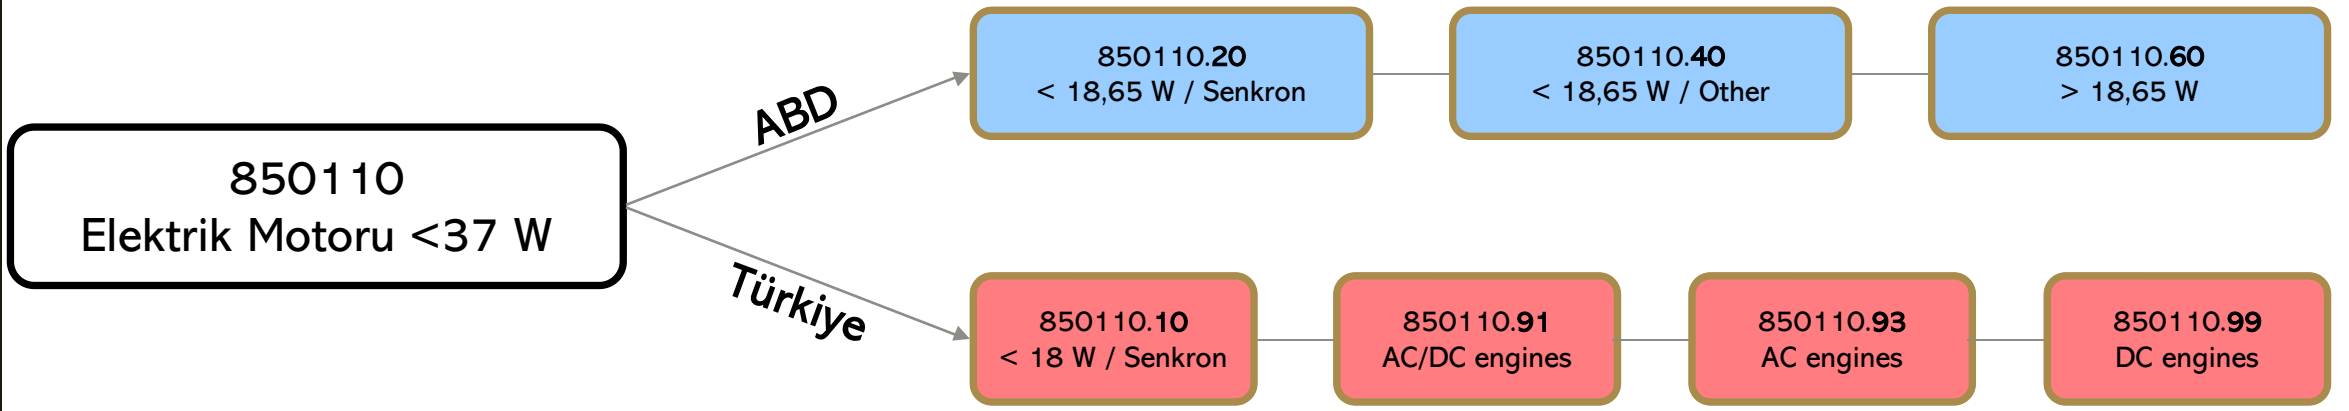 850110
Elektrik Motoru <37 W
ABD
850110.20
< 18,65 W / Senkron
850110.40
< 18,65 W / Other
850110.60
> 18,65 W
Türkiye
850110.10
< 18 W / Senkron
850110.91
AC/DC engines
850110.93
AC engines
850110.99
DC engines